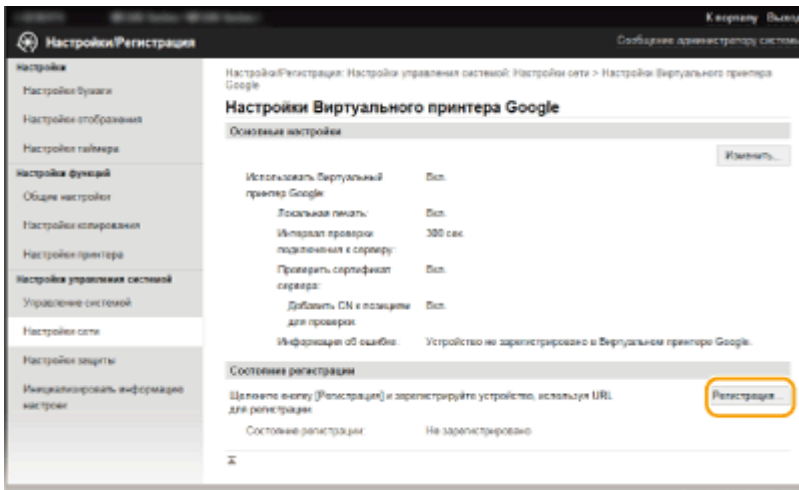 К порталу Выход
Настройки/Регистрация
Сообщение администратору системы
Настройка
Настройки бумаги
Настройки отображения
Настройки таймера
Настройка функций
Общие настройки
Настройки копирования
Настройки принтера
Настройки управления системой
Управление системой
Настройки сети
Настройки защиты
Инициализировать информацию
настроек
Настройки/Регистрация: Настройки управления системой: Настройки сети > Настройки Виртуального принтера
Google
Настройки Виртуального принтера Google
Основные настройки
Изменить...
Использовать Виртуальный Вкл.
принтер Google:
Локальная печать: Вкл.
Интервал проверки 300 сек.
подключения к серверу:
Проверить сертификат Вкл.
сервера:
Добавить CN к позициям Вкл.
для проверки:
Информация об ошибке: Устройство не зарегистрировано в Виртуальном принтере Google.
Состояние регистрации
Щелкните кнопку [Регистрация] и зарегистрируйте устройство, используя URL
для регистрации.
Регистрация...
Состояние регистрации: Не зарегистрировано